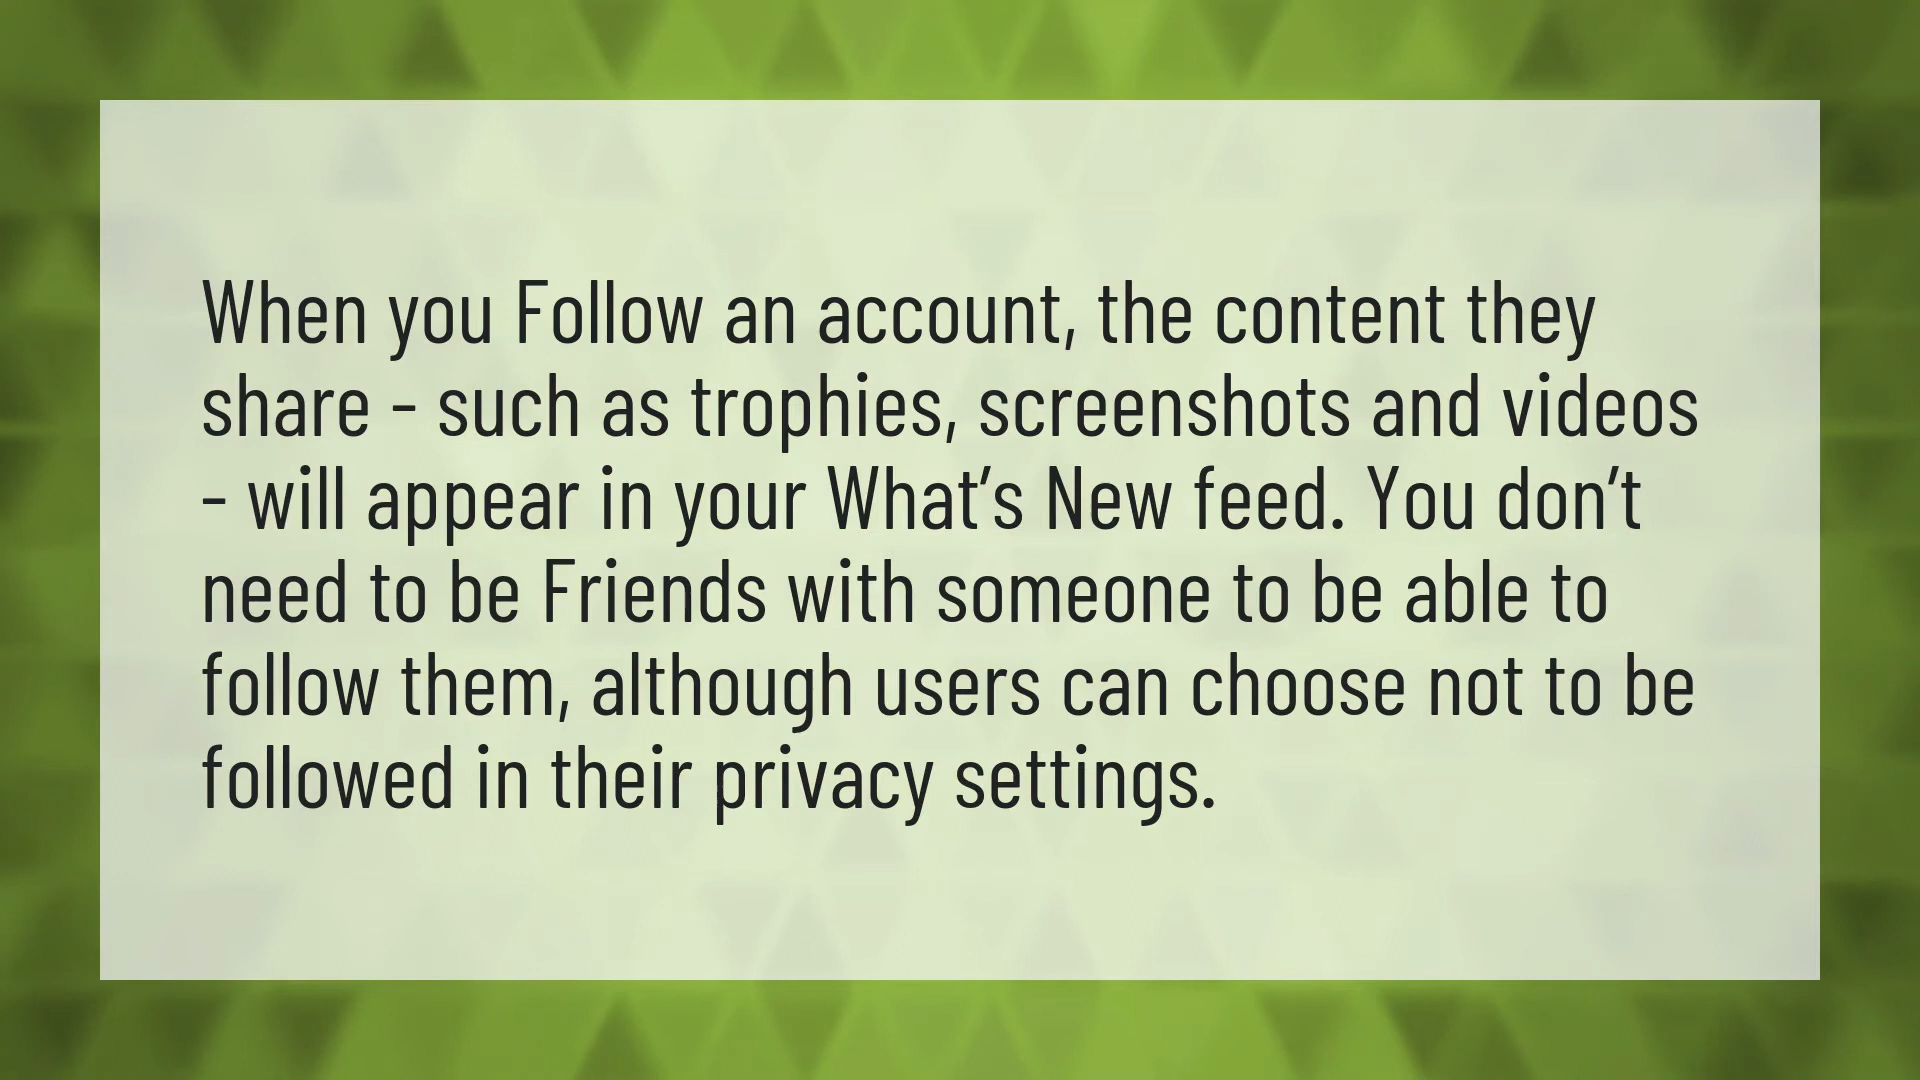 When you Follow an account, the content they
share - such as trophies, screenshots and videos
- will appear in your What’s New feed. You don’t
need to be Friends with someone to be able to
follow them, although users can choose not to be
followed in their privacy settings.